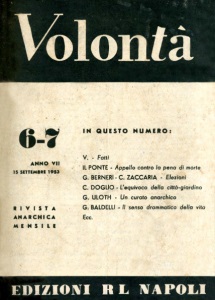 Volontà
6-7
ANNO VII
15 SETTEMBRE 1953
RIVISTA
ANARCHICA
MENSILE
IN QUESTO NUMERO:
V. - Fatti
IL PONTE - Appello contro la pena di morte
G. BERNERI - C. ZACCARIA - Elezioni
C. DOGLIO - L'equivoco della città-giardino
G. ULOTH - Un curato anarchico
G. BALDELLI - Il senso drammatico della vita
Ecc.
EDIZIONI RL NAPOLI